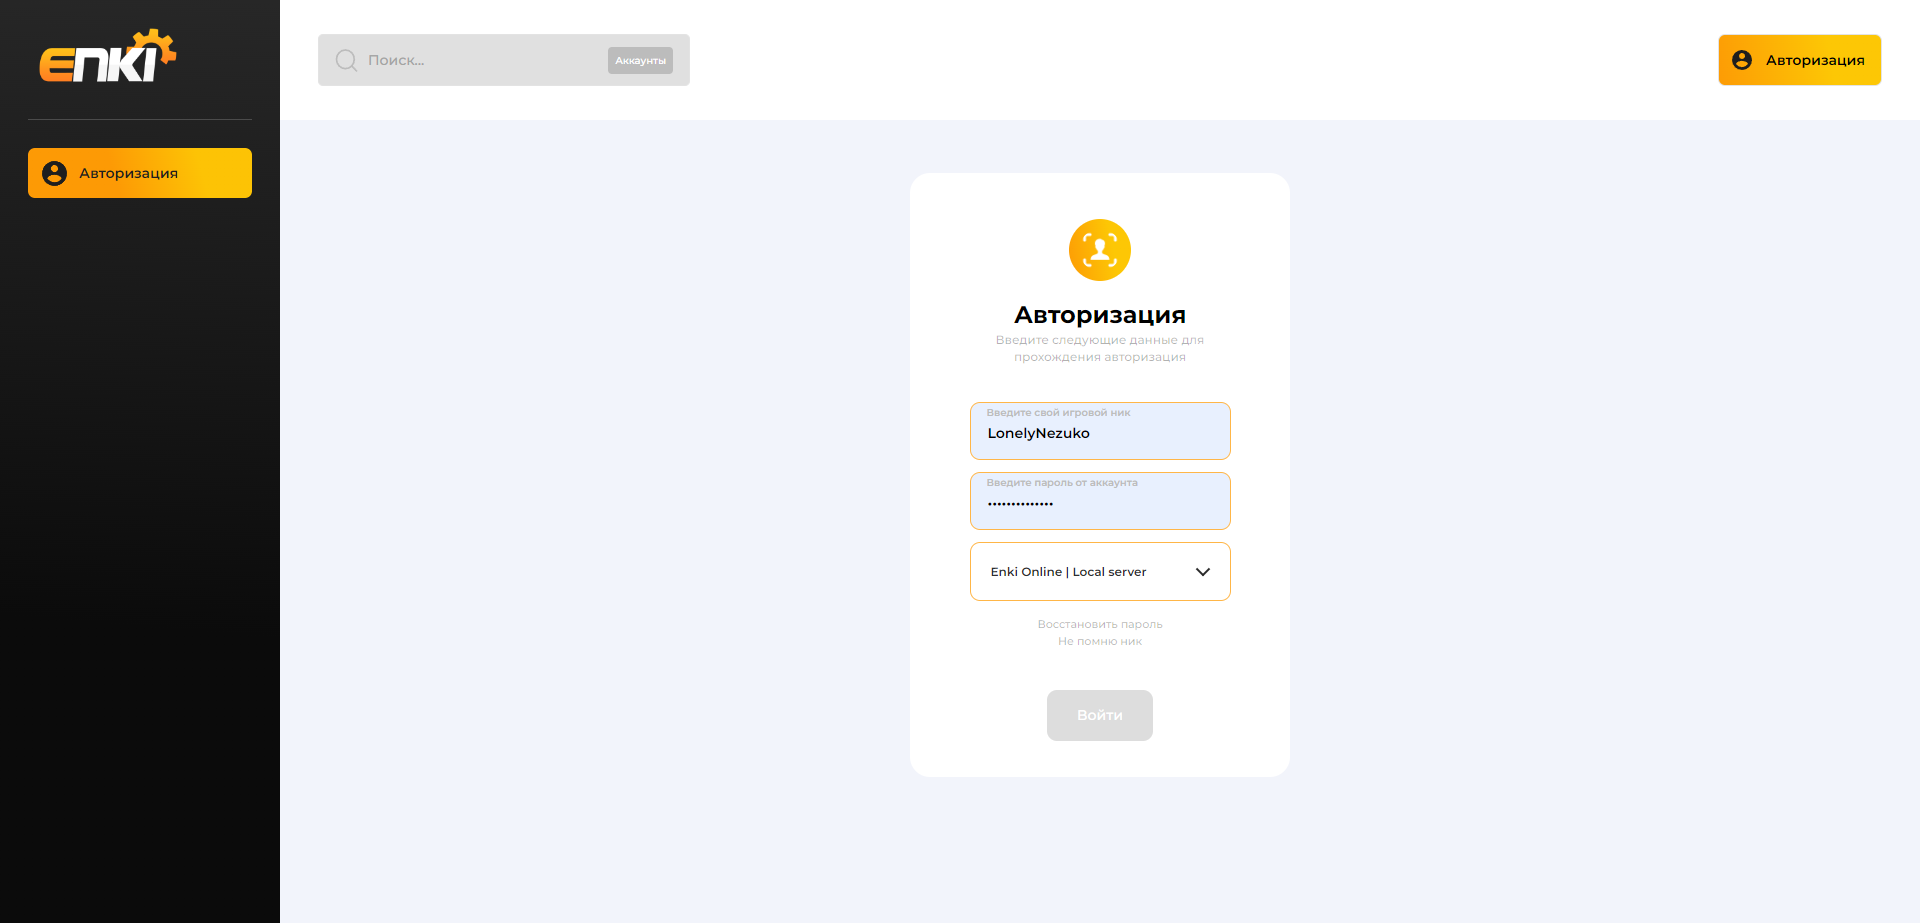 ENKI
Поиск...
Аккаунты
Авторизация
Авторизация
Авторизация
Введите следующие данные для
прохождения авторизация
Введите свой игровой ник
LonelyNezuko
Введите пароль от аккаунта
••••••••••••••
Enki Online | Local server
Восстановить пароль
Не помню ник
Войти